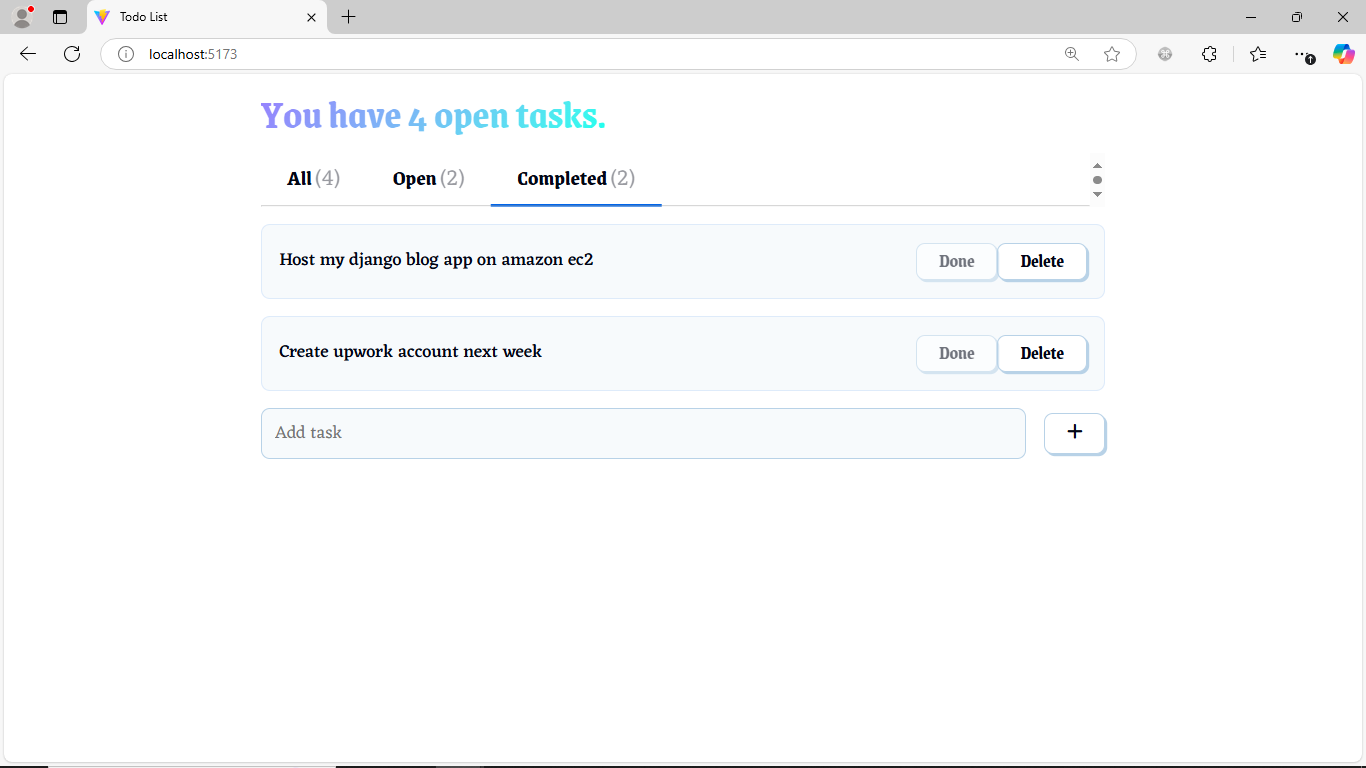 Todo List
localhost:5173
You have 4 open tasks.
All (4) Open (2) Completed (2)
Host my django blog app on amazon ec2 Done Delete
Create upwork account next week Done Delete
Add task +